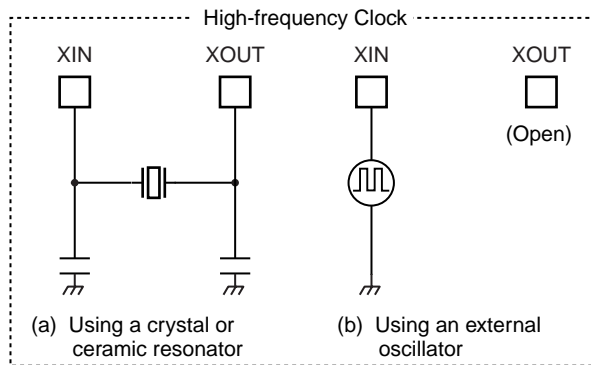 High-frequency Clock
XIN
XOUT
XIN
XOUT
(Open)
(a) Using a crystal or
ceramic resonator
(b) Using an external
oscillator